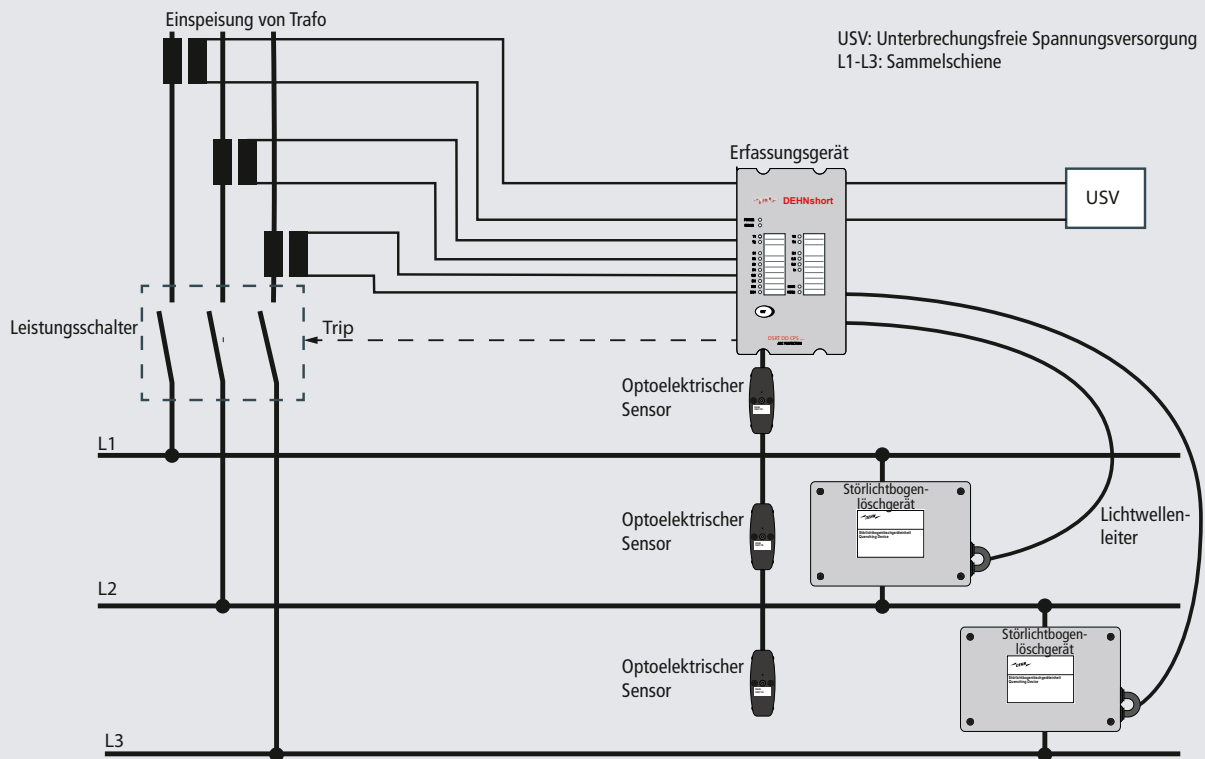 Einspeisung von Trafo
USV: Unterbrechungsfreie Spannungsversorgung
L1-L3: Sammelschiene
Erfassungsgerät
DEHNshort
USV
Leistungsschalter
Trip
Optoelektrischer
Sensor
L1
Störlichtbogen-
löschgerät
Optoelektrischer
Sensor
Lichtwellen-
leiter
L2
Störlichtbogen-
löschgerät
Optoelektrischer
Sensor
L3